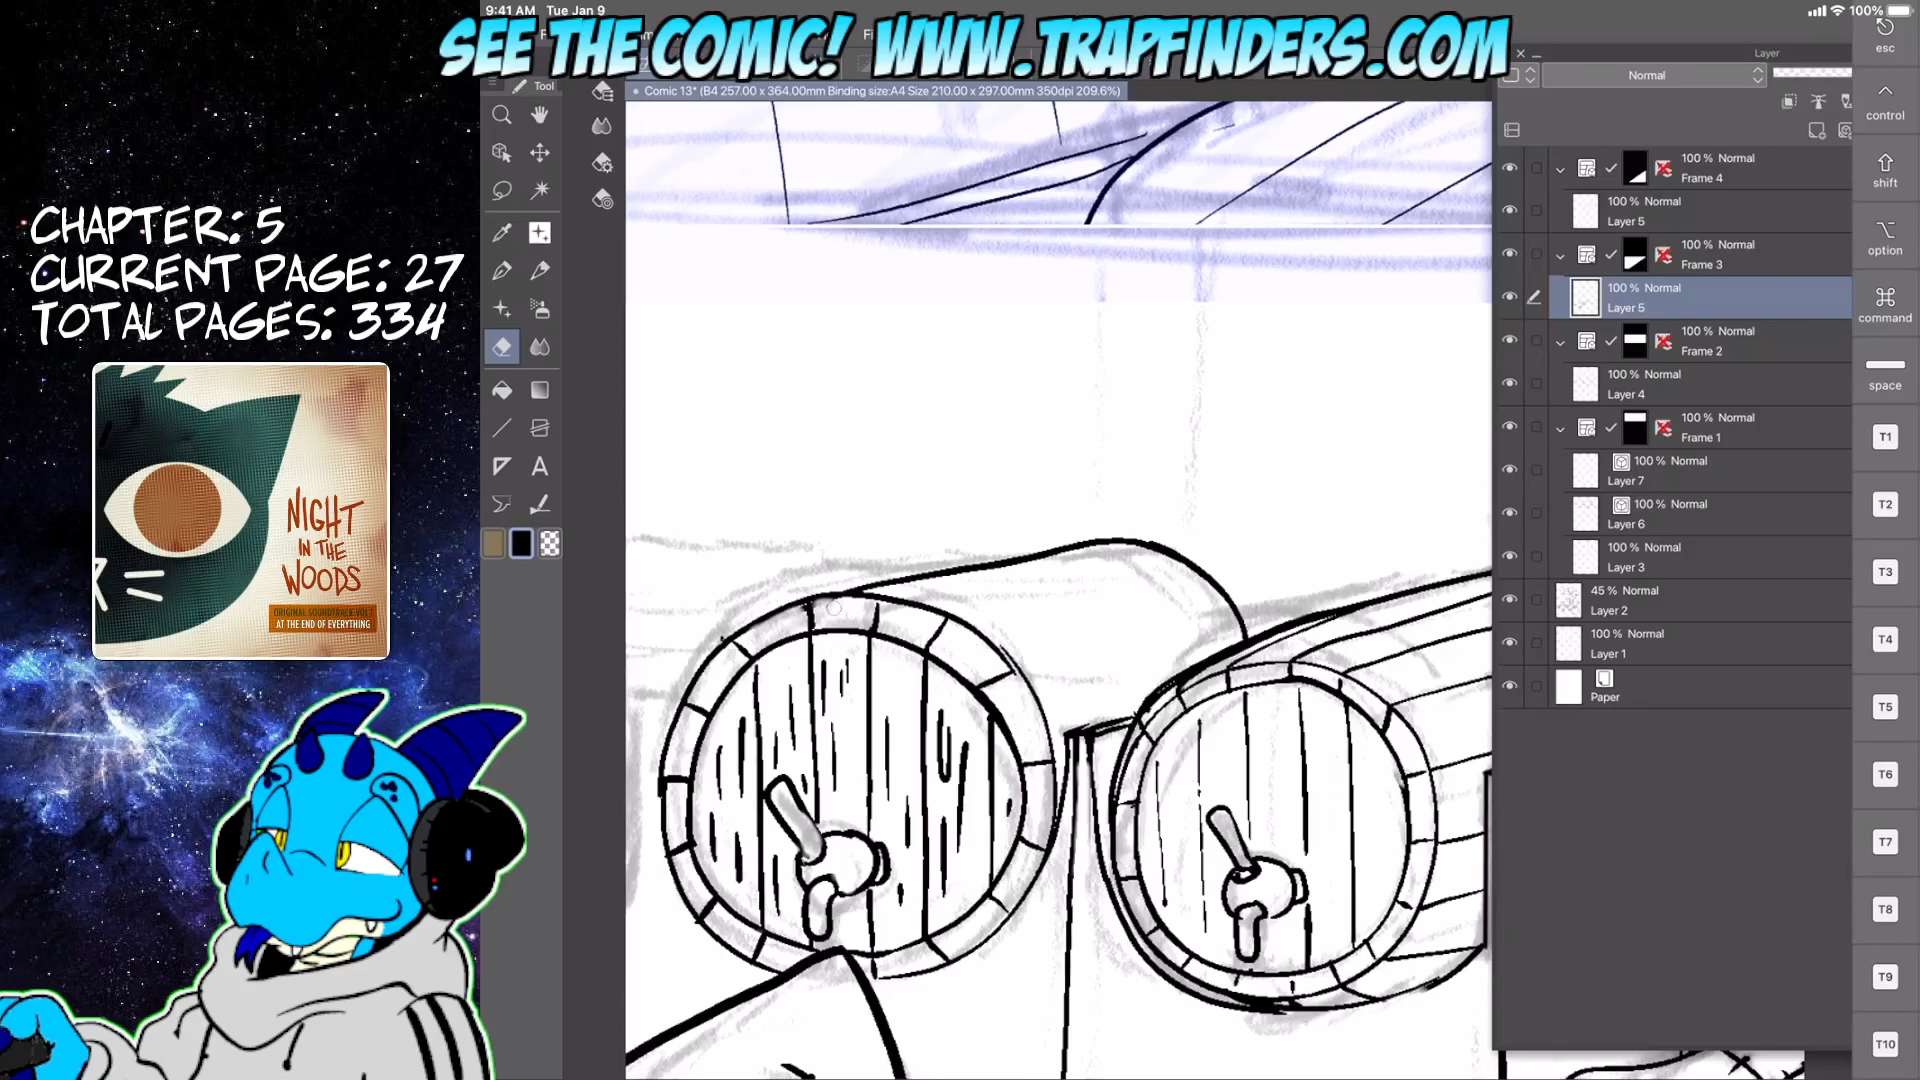 9:41 AM Tue Jan 9
100%
SEE THE COMIC! WWW.TRAPFINDERS.COM
esc
Layer
Tool
Normal
Comic 13* (B4 257.00 x 364.00mm Binding size:A4 Size 210.00 x 297.00mm 350dpi 209.6%)
control
100 % Normal
Frame 4
shift
100 % Normal
Layer 5
option
100 % Normal
Frame 3
100 % Normal
Layer 5
command
100 % Normal
Frame 2
space
100 % Normal
Layer 4
100 % Normal
Frame 1
T1
100 % Normal
Layer 7
T2
100 % Normal
Layer 6
100 % Normal
Layer 3
T3
45 % Normal
Layer 2
100 % Normal
Layer 1
T4
Paper
T5
T6
T7
T8
T9
T10
CHAPTER: 5
CURRENT PAGE: 27
TOTAL PAGES: 334
NIGHT
IN THE
WOODS
ORIGINAL SOUNDTRACK VOL 1
AT THE END OF EVERYTHING
A